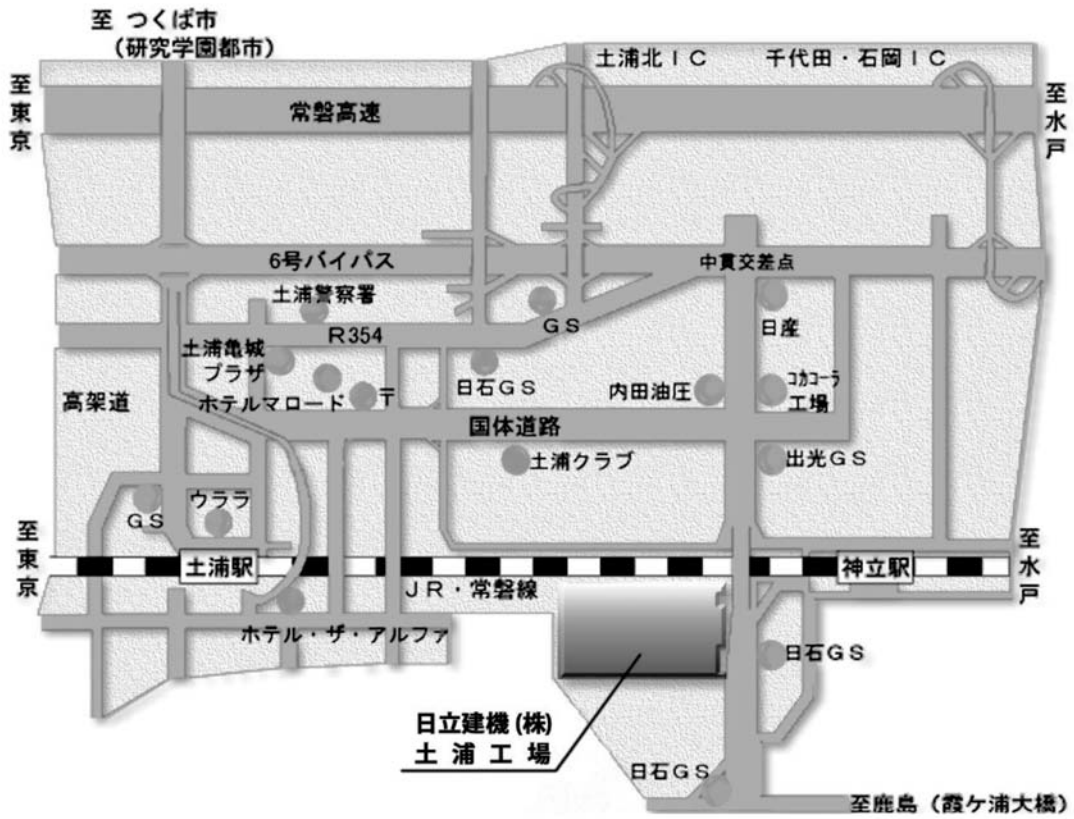 至 つくば市
（研究学園都市）
土浦北ＩＣ
千代田・石岡ＩＣ
至東京
至水戸
常磐高速
6号バイパス
中貫交差点
土浦警察署
ＧＳ
日産
R354
土浦亀城
プラザ
日石ＧＳ
内田油圧
ｺｶｺｰﾗ
工場
高架道
ホテルマロード
〒
国体道路
土浦クラブ
出光ＧＳ
ウララ
ＧＳ
至東京
土浦駅
神立駅
至水戸
ＪＲ・常磐線
ホテル・ザ・アルファ
日石ＧＳ
日立建機(株)
土浦工場
日石ＧＳ
至鹿島（霞ケ浦大橋）